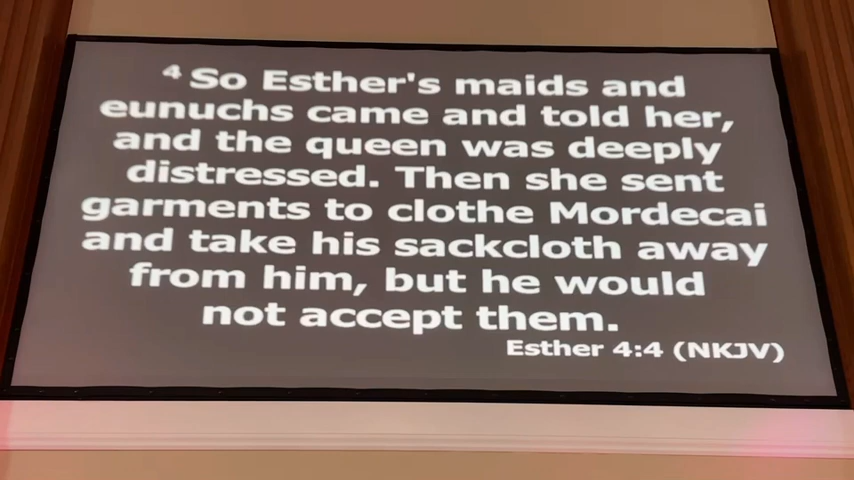 4 So Esther's maids and
eunuchs came and told her,
and the queen was deeply
distressed. Then she sent
garments to clothe Mordecai
and take his sackcloth away
from him, but he would
not accept them.
Esther 4:4 (NKJV)